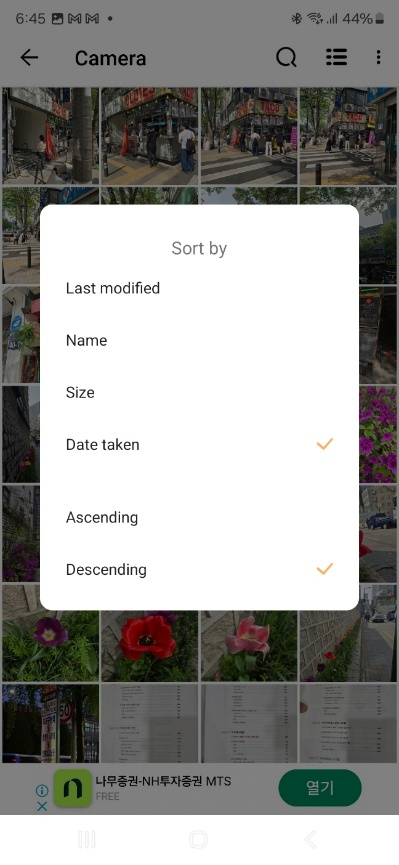 6:45
44%
Camera
Sort by
Last modified
Name
Size
Date taken
Ascending
Descending
나무증권-NH투자증권 MTS
FREE
열기